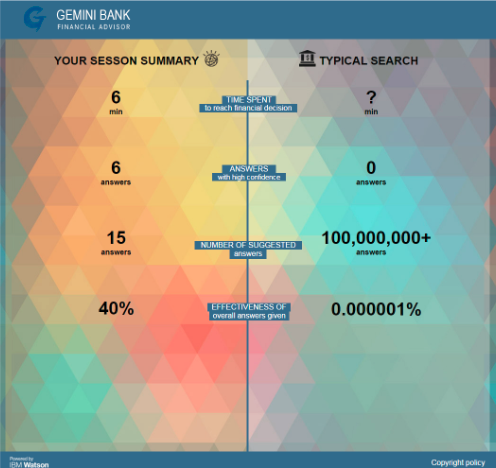 GEMINI BANK
FINANCIAL ADVISOR
YOUR SESSON SUMMARY
TYPICAL SEARCH
6
min
TIME SPENT
to reach financial decision
?
min
6
answers
ANSWERS
with high confidence
0
answers
15
answers
NUMBER OF SUGGESTED
answers
100,000,000+
answers
40%
EFFECTIVENESS OF
overall answers given
0.000001%
Powered by
IBM Watson
Copyright policy